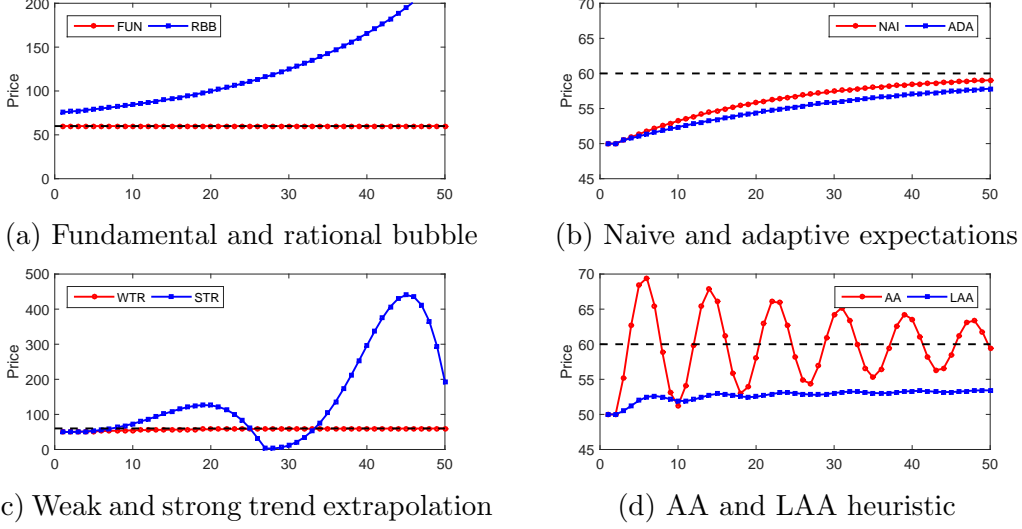 200
150
100
50
0
Price
FUN RBB
0 10 20 30 40 50
(a) Fundamental and rational bubble
70
65
60
55
50
45
Price
NAI ADA
0 10 20 30 40 50
(b) Naive and adaptive expectations
500
400
300
200
100
0
Price
WTR STR
0 10 20 30 40 50
c) Weak and strong trend extrapolation
70
65
60
55
50
45
Price
AA LAA
0 10 20 30 40 50
(d) AA and LAA heuristic